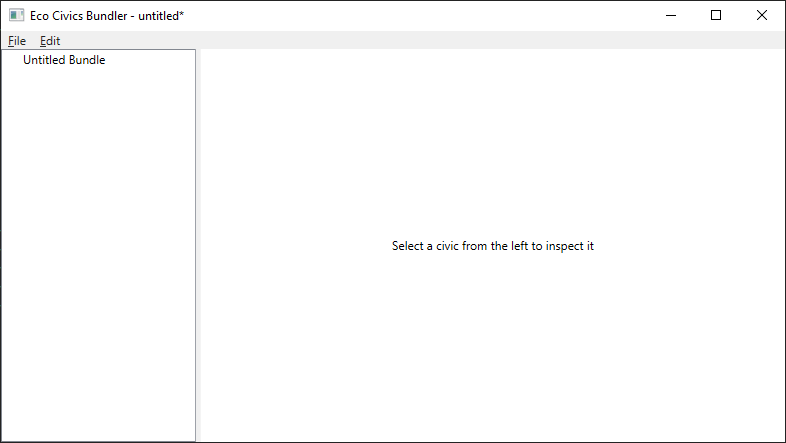 Eco Civics Bundler - untitled*
File Edit
Untitled Bundle
Select a civic from the left to inspect it